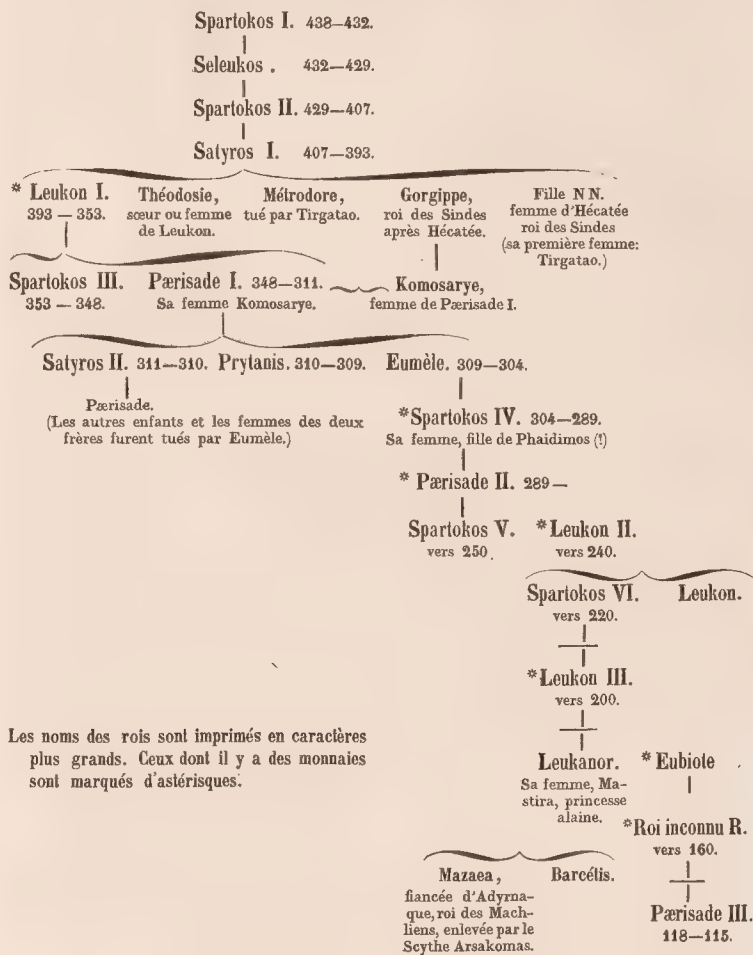 Spartokos I. 438—432.
Seleukos . 432—429.
Spartokos II. 429—407.
Satyros I. 407—393.
* Leukon I.
393 — 353.
Théodosie,
sœur ou femme
de Leukon.
Métrodore,
tué par Tirgatao.
Gorgippe,
roi des Sindes
après Hécatée.
Fille N N.
femme d'Hécatée
roi des Sindes
(sa première femme:
Tirgatao.)
Spartokos III.
353 — 348.
Pærisade I. 348—311.
Sa femme Komosarye.
Komosarye,
femme de Pærisade I.
Satyros II. 311—310. Prytanis. 310—309. Eumèle. 309—304.
Pærisade.
(Les autres enfants et les femmes des deux
frères furent tués par Eumèle.)
*Spartokos IV. 304—289.
Sa femme, fille de Phaidimos (!)
* Pærisade II. 289 —
Spartokos V.
vers 250.
*Leukon II.
vers 240.
Spartokos VI.
vers 220.
Leukon.
*Leukon III.
vers 200.
Les noms des rois sont imprimés en caractères
plus grands. Ceux dont il y a des monnaies
sont marqués d'astérisques.
Leukanor.
Sa femme, Ma-
stira, princesse
alaine.
* Eubiote
*Roi inconnu R.
vers 160.
Mazaea,
fiancée d'Adyrma-
que, roi des Mach-
liens, enlevée par le
Scythe Arsakomas.
Barcétis.
Pærisade III.
118—115.